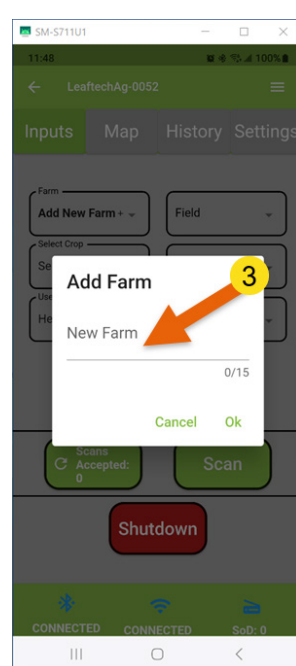 SM-S711U1
11:48
100%
LeaftechAg-0052
Inputs Map History Settings
Farm
Add New Farm +
Field
Select Crop
Se
Add Farm
3
Use
He
New Farm
0/15
Cancel Ok
Scans
Accepted:
0
Scan
Shutdown
CONNECTED CONNECTED SoD: 0